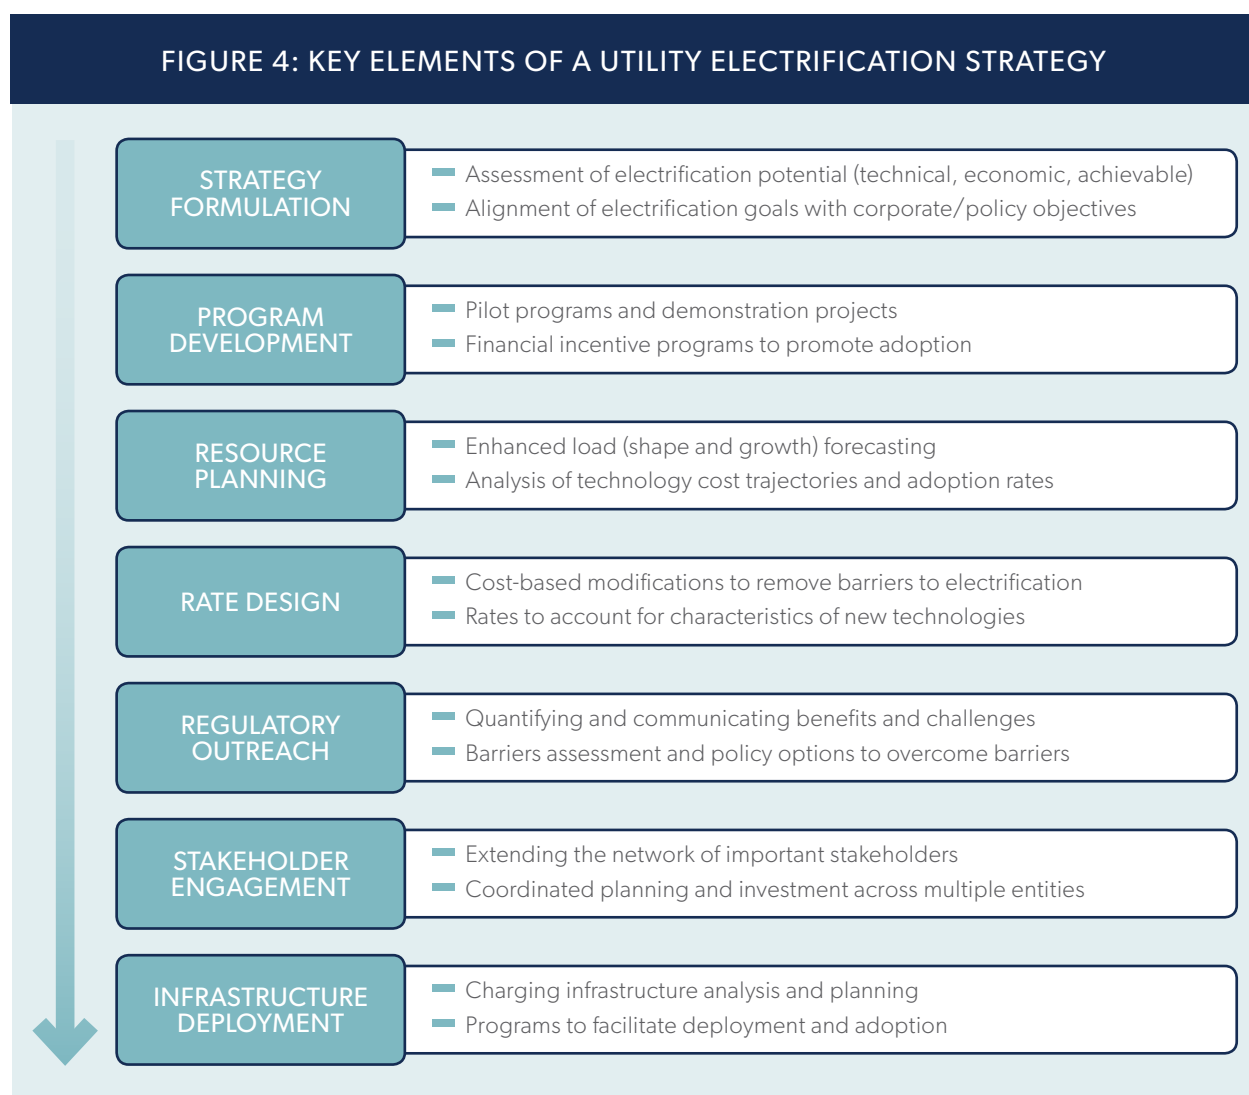 FIGURE 4: KEY ELEMENTS OF A UTILITY ELECTRIFICATION STRATEGY
STRATEGY
FORMULATION
Assessment of electrification potential (technical, economic, achievable)
Alignment of electrification goals with corporate/policy objectives
PROGRAM
DEVELOPMENT
Pilot programs and demonstration projects
Financial incentive programs to promote adoption
RESOURCE
PLANNING
Enhanced load (shape and growth) forecasting
Analysis of technology cost trajectories and adoption rates
RATE DESIGN
Cost-based modifications to remove barriers to electrification
Rates to account for characteristics of new technologies
REGULATORY
OUTREACH
Quantifying and communicating benefits and challenges
Barriers assessment and policy options to overcome barriers
STAKEHOLDER
ENGAGEMENT
Extending the network of important stakeholders
Coordinated planning and investment across multiple entities
INFRASTRUCTURE
DEPLOYMENT
Charging infrastructure analysis and planning
Programs to facilitate deployment and adoption